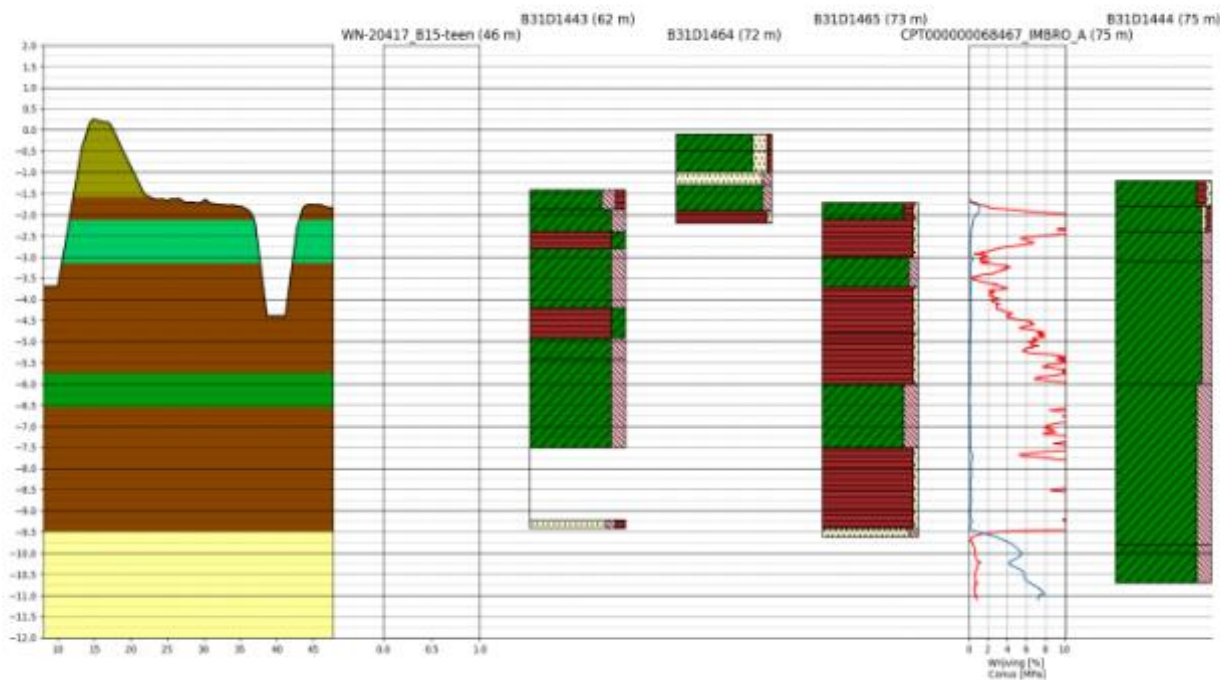 B31D1443 (62 m)
B31D1465 (73 m)
B31D1444 (75 m)
WN-20417_B15-teen (46 m)
B31D1464 (72 m)
CPT000000068467_IMBRO_A (75 m)
2.0
1.5
1.0
0.5
0.0
-0.5
-1.0
-1.5
-2.0
-2.5
-3.0
-3.5
-4.0
-4.5
-5.0
-5.5
-6.0
-6.5
-7.0
-7.5
-8.0
-8.5
-9.0
-9.5
-10.0
-10.5
-11.0
-11.5
-12.0
10 15 20 25 30 35 40 45
0.0 0.5 1.0
0 2 4 6 8 10
Wrijving [%]
Conus [MPa]